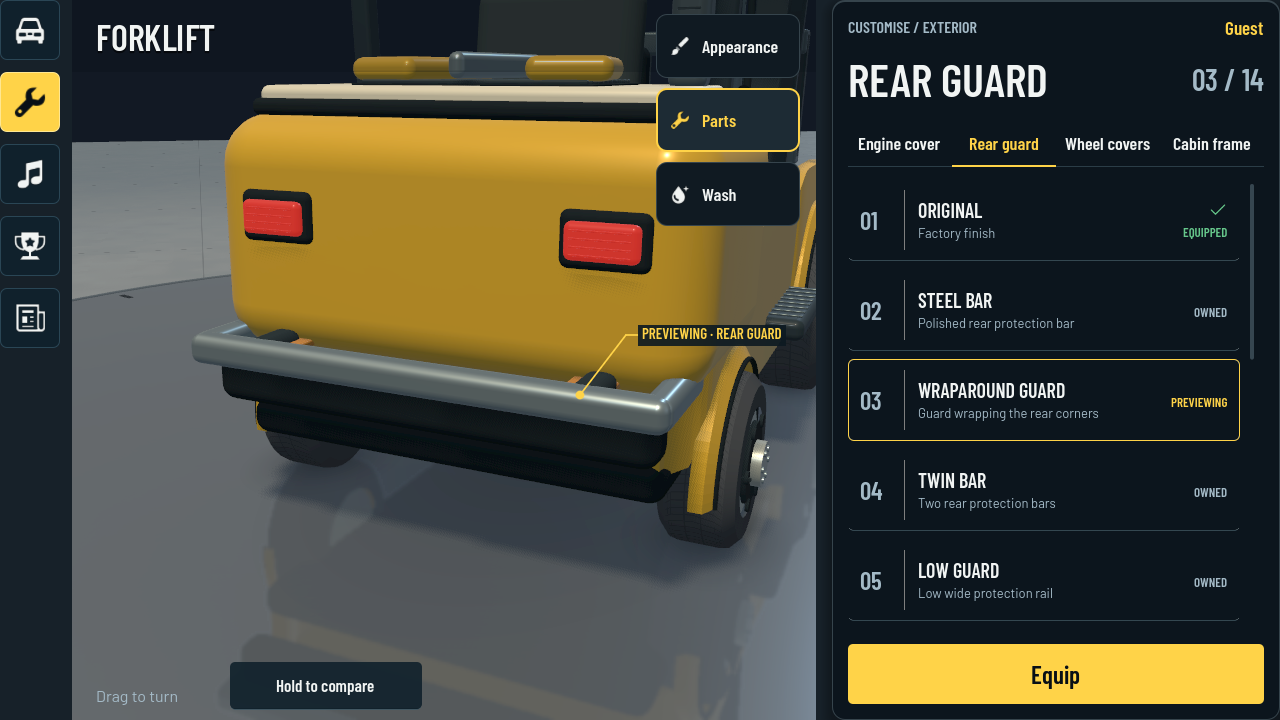 FORKLIFT
Appearance
Parts
Wash
PREVIEWING · REAR GUARD
Drag to turn
Hold to compare
CUSTOMISE / EXTERIOR
Guest
REAR GUARD
03 / 14
Engine cover
Rear guard
Wheel covers
Cabin frame
01
ORIGINAL
Factory finish
EQUIPPED
02
STEEL BAR
Polished rear protection bar
OWNED
03
WRAPAROUND GUARD
Guard wrapping the rear corners
PREVIEWING
04
TWIN BAR
Two rear protection bars
OWNED
05
LOW GUARD
Low wide protection rail
OWNED
Equip